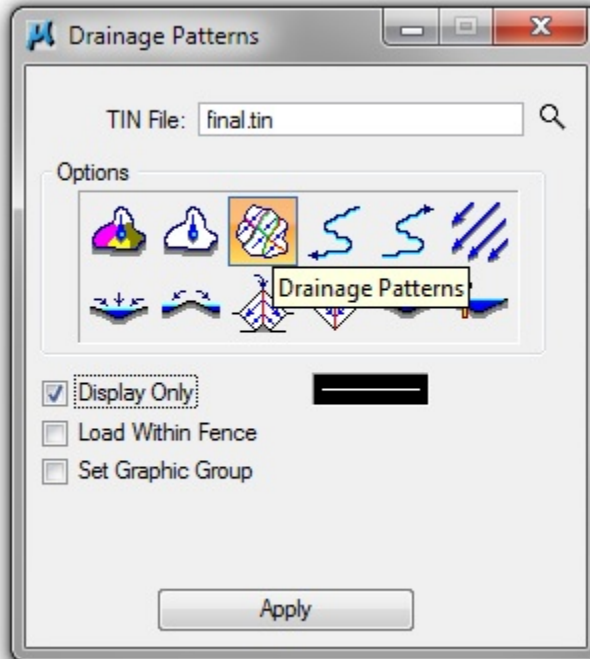 Drainage Patterns
TIN File: final.tin
Options
Drainage Patterns
Display Only
Load Within Fence
Set Graphic Group
Apply